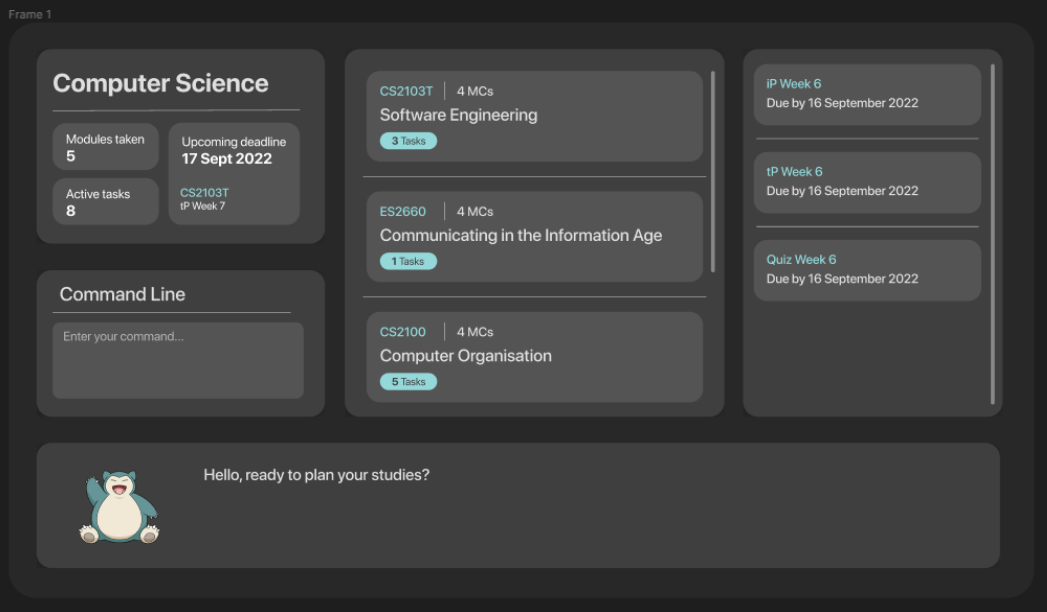 Frame 1
Computer Science
Modules taken
5
Upcoming deadline
17 Sept 2022
CS2103T
tP Week 7
Active tasks
8
Command Line
Enter your command...
CS2103T 4 MCs
Software Engineering
3 Tasks
ES2660 4 MCs
Communicating in the Information Age
1 Tasks
CS2100 4 MCs
Computer Organisation
5 Tasks
iP Week 6
Due by 16 September 2022
tP Week 6
Due by 16 September 2022
Quiz Week 6
Due by 16 September 2022
Hello, ready to plan your studies?